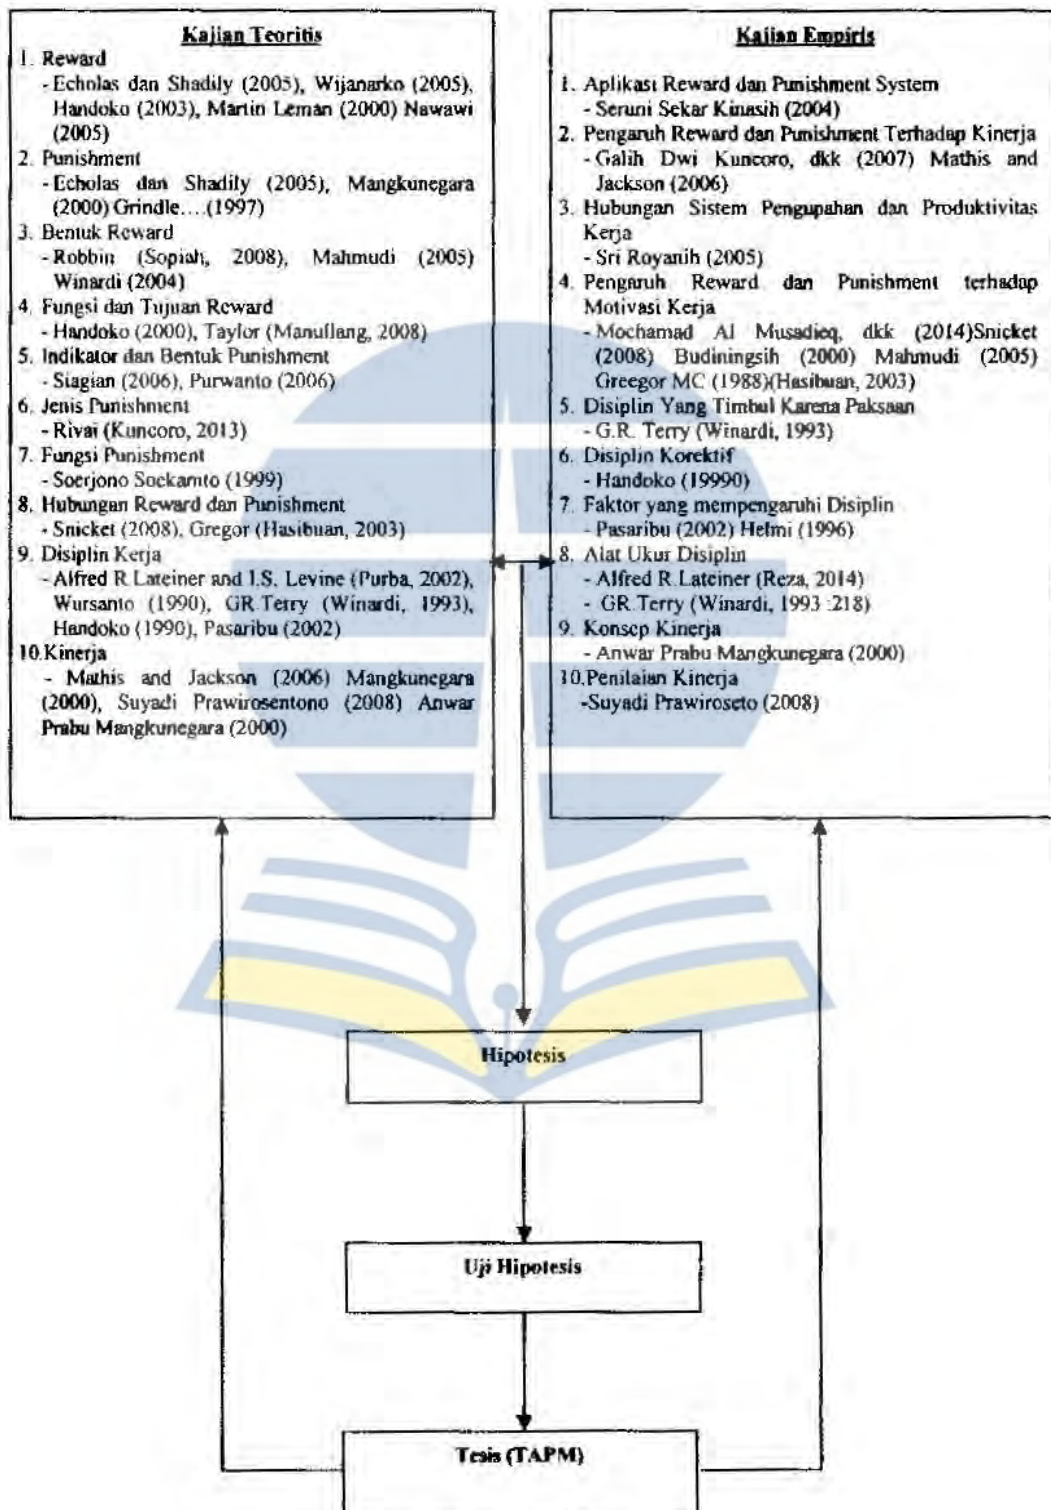 Kajian Teoritis
1. Reward
- Echolas dan Shadily (2005), Wijanarko (2005),
Handoko (2003), Martin Leman (2000) Nawawi
(2005)
2. Punishment
- Echolas dan Shadily (2005), Mangkunegara
(2000) Grindle....(1997)
3. Bentuk Reward
- Robbin (Sopiah, 2008), Mahmudi (2005)
Winardi (2004)
4. Fungsi dan Tujuan Reward
- Handoko (2000), Taylor (Manullang, 2008)
5. Indikator dan Bentuk Punishment
- Siagian (2006), Purwanto (2006)
6. Jenis Punishment
- Rivai (Kuncoro, 2013)
7. Fungsi Punishment
- Soerjono Soekamto (1999)
8. Hubungan Reward dan Punishment
- Snicket (2008), Gregor (Hasibuan, 2003)
9. Disiplin Kerja
- Alfred R.Lateiner and I.S. Levine (Purba, 2002),
Wursanto (1990), GR.Terry (Winardi, 1993),
Handoko (1990), Pasaribu (2002)
10.Kinerja
- Mathis and Jackson (2006) Mangkunegara
(2000), Suyadi Prawirosentono (2008) Anwar
Prabu Mangkunegara (2000)
Kajian Empiris
1. Aplikasi Reward dan Punishment System
- Seruni Sekar Kinasih (2004)
2. Pengaruh Reward dan Punishment Terhadap Kinerja
- Galih Dwi Kuncoro, dkk (2007) Mathis and
Jackson (2006)
3. Hubungan Sistem Pengupahan dan Produktivitas
Kerja
- Sri Royanih (2005)
4. Pengaruh Reward dan Punishment terhadap
Motivasi Kerja
- Mochamad Al Musadieq, dkk (2014)Snicket
(2008) Budiningsih (2000) Mahmudi (2005)
Greegor MC (1988)(Hasibuan, 2003)
5. Disiplin Yang Timbul Karena Paksaan
- G.R. Terry (Winardi, 1993)
6. Disiplin Korektif
- Handoko (19990)
7. Faktor yang mempengaruhi Disiplin
- Pasaribu (2002) Helmi (1996)
8. Alat Ukur Disiplin
- Alfred R.Lateiner (Reza, 2014)
- GR.Terry (Winardi, 1993 :218)
9. Konsep Kinerja
- Anwar Prabu Mangkunegara (2000)
10.Penilaian Kinerja
-Suyadi Prawiroseto (2008)
Hipotesis
Uji Hipotesis
Tesis (TAPM)